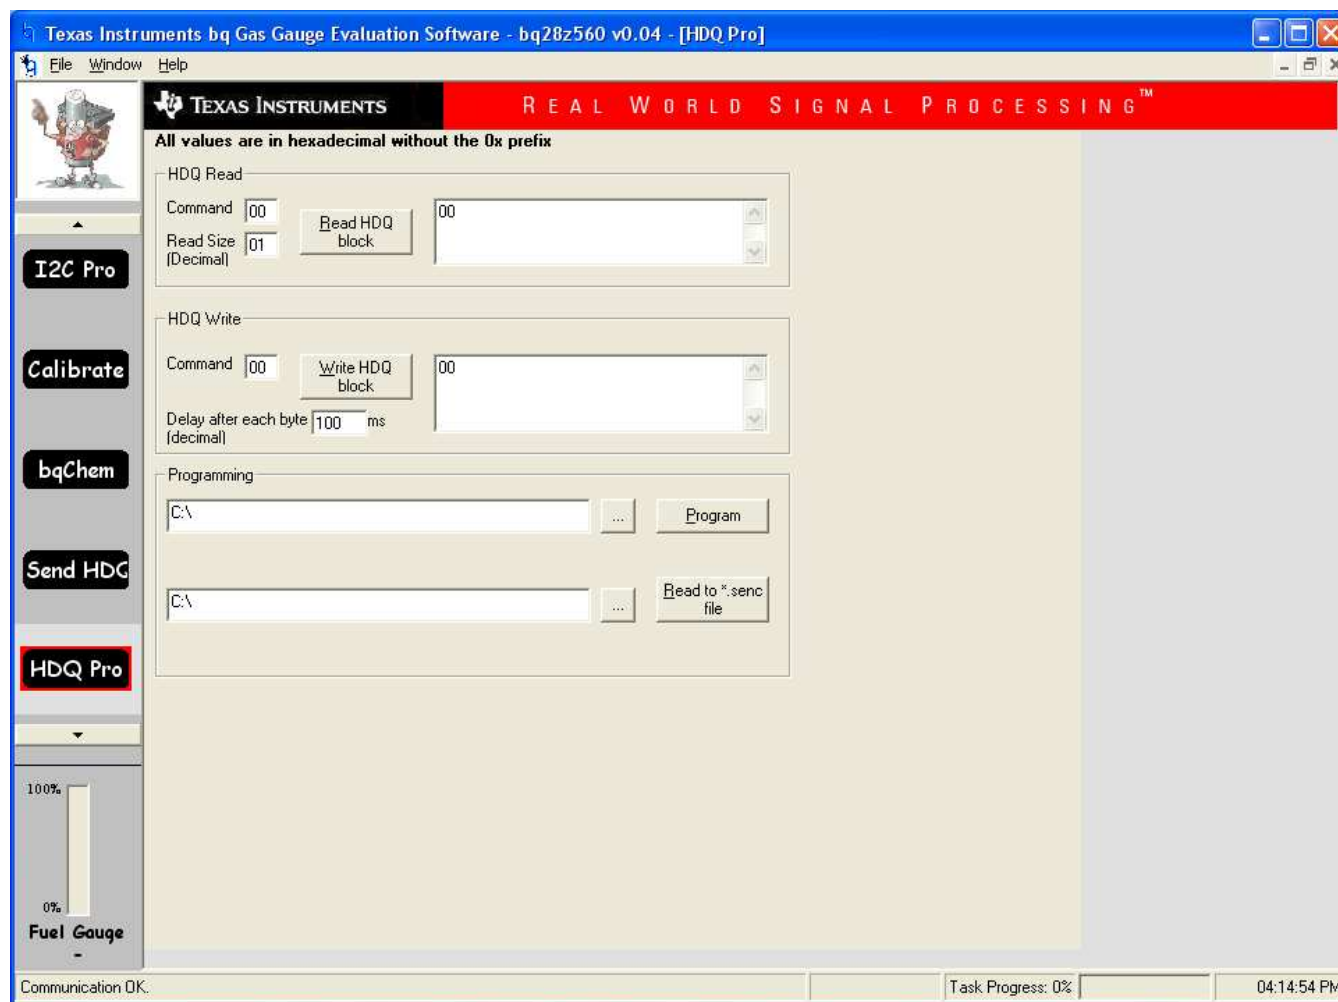 Texas Instruments bq Gas Gauge Evaluation Software - bq28z560 v0.04 - [HDQ Pro]
File Window Help
TEXAS INSTRUMENTS
REAL WORLD SIGNAL PROCESSING™
All values are in hexadecimal without the 0x prefix
HDQ Read
Command 00
Read HDQ
block
00
Read Size
(Decimal)
01
HDQ Write
Command 00
Write HDQ
block
00
Delay after each byte 100 ms
(decimal)
Programming
C:\ ... Program
C:\ ... Read to *.senc
file
I2C Pro
Calibrate
bqChem
Send HDQ
HDQ Pro
100%
0%
Fuel Gauge
-
Communication OK.
Task Progress: 0%
04:14:54 PM